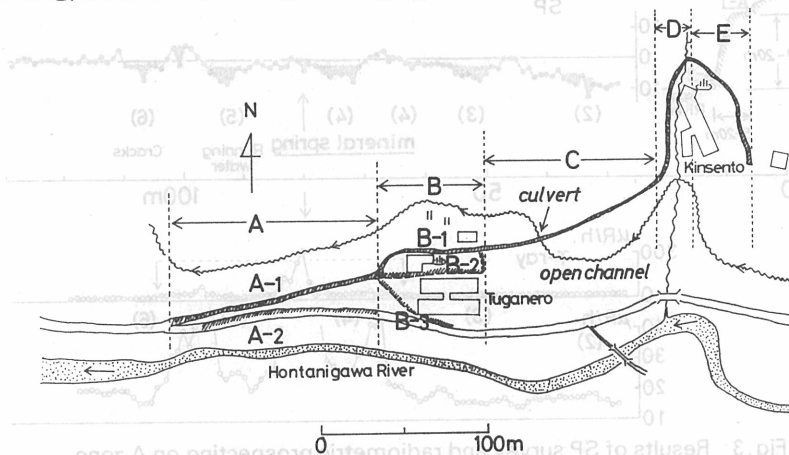 D E
N
Kinsento
C
B
culvert
A
B-1
B-2
A-1
open channel
Tuganero
B-3
A-2
Hontanigawa River
0 100m